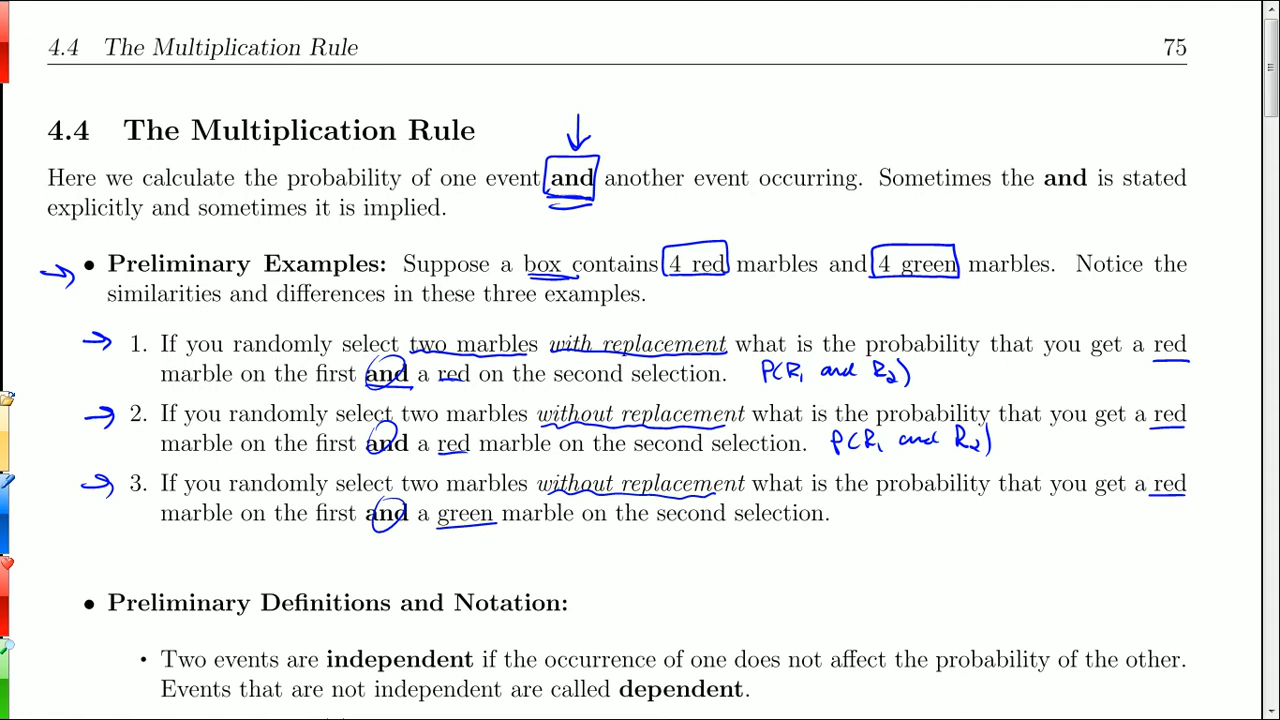 4.4 The Multiplication Rule 75
4.4 The Multiplication Rule
Here we calculate the probability of one event and another event occurring. Sometimes the and is stated
explicitly and sometimes it is implied.
• Preliminary Examples: Suppose a box contains 4 red marbles and 4 green marbles. Notice the
similarities and differences in these three examples.
1. If you randomly select two marbles with replacement what is the probability that you get a red
marble on the first and a red on the second selection. P(R₁ and R₂)
2. If you randomly select two marbles without replacement what is the probability that you get a red
marble on the first and a red marble on the second selection. P(R₁ and R₂)
3. If you randomly select two marbles without replacement what is the probability that you get a red
marble on the first and a green marble on the second selection.
• Preliminary Definitions and Notation:
• Two events are independent if the occurrence of one does not affect the probability of the other.
Events that are not independent are called dependent.